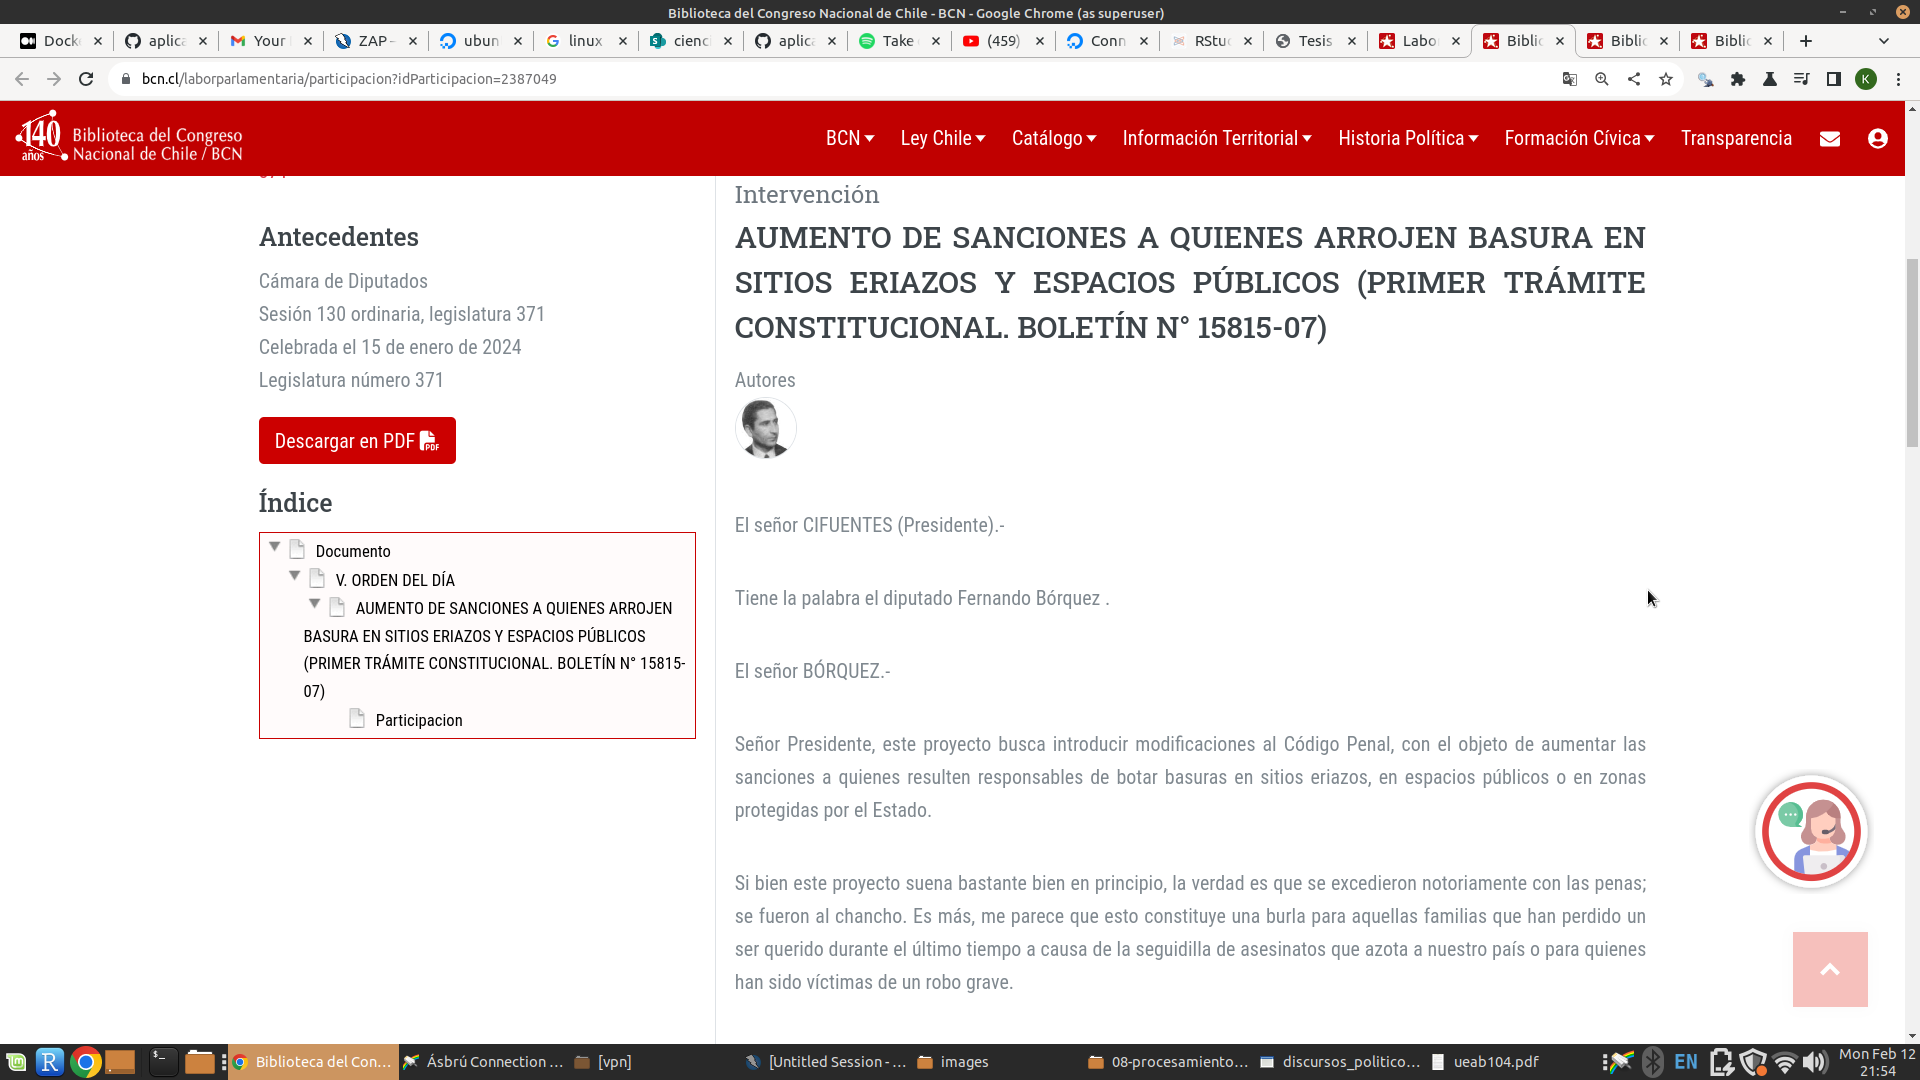 Biblioteca del Congreso Nacional de Chile - BCN - Google Chrome (as superuser)
Dock
aplica
Your
ZAP -
ubun
linux
cienc
aplica
Take
(459)
Conn
RStu
Tesis
Labo
Biblic
Biblic
Biblic
bcn.cl/laborparlamentaria/participacion?idParticipacion=2387049
K
140 años
Biblioteca del Congreso
Nacional de Chile / BCN
BCN
Ley Chile
Catálogo
Información Territorial
Historia Política
Formación Cívica
Transparencia
Antecedentes
Cámara de Diputados
Sesión 130 ordinaria, legislatura 371
Celebrada el 15 de enero de 2024
Legislatura número 371
Descargar en PDF
PDF
Índice
Documento
V. ORDEN DEL DÍA
AUMENTO DE SANCIONES A QUIENES ARROJEN
BASURA EN SITIOS ERIAZOS Y ESPACIOS PÚBLICOS
(PRIMER TRÁMITE CONSTITUCIONAL. BOLETÍN N° 15815-
07)
Participacion
Intervención
AUMENTO DE SANCIONES A QUIENES ARROJEN BASURA EN
SITIOS ERIAZOS Y ESPACIOS PÚBLICOS (PRIMER TRÁMITE
CONSTITUCIONAL. BOLETÍN N° 15815-07)
Autores
El señor CIFUENTES (Presidente).-
Tiene la palabra el diputado Fernando Bórquez .
El señor BÓRQUEZ.-
Señor Presidente, este proyecto busca introducir modificaciones al Código Penal, con el objeto de aumentar las
sanciones a quienes resulten responsables de botar basuras en sitios eriazos, en espacios públicos o en zonas
protegidas por el Estado.
Si bien este proyecto suena bastante bien en principio, la verdad es que se excedieron notoriamente con las penas;
se fueron al chancho. Es más, me parece que esto constituye una burla para aquellas familias que han perdido un
ser querido durante el último tiempo a causa de la seguidilla de asesinatos que azota a nuestro país o para quienes
han sido víctimas de un robo grave.
Biblioteca del Con...
Ásbrú Connection ...
[vpn]
[Untitled Session - ...
images
08-procesamiento...
discursos_politico...
ueab104.pdf
EN
Mon Feb 12
21:54